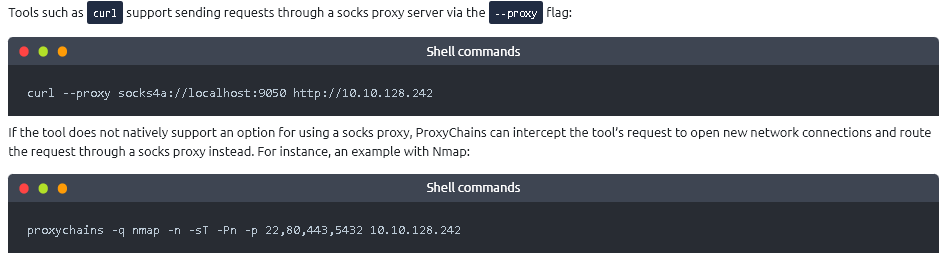 Tools such as curl support sending requests through a socks proxy server via the --proxy flag:
Shell commands
curl --proxy socks4a://localhost:9050 http://10.10.128.242
If the tool does not natively support an option for using a socks proxy, ProxyChains can intercept the tool's request to open new network connections and route
the request through a socks proxy instead. For instance, an example with Nmap:
Shell commands
proxychains -q nmap -n -sT -Pn -p 22,80,443,5432 10.10.128.242